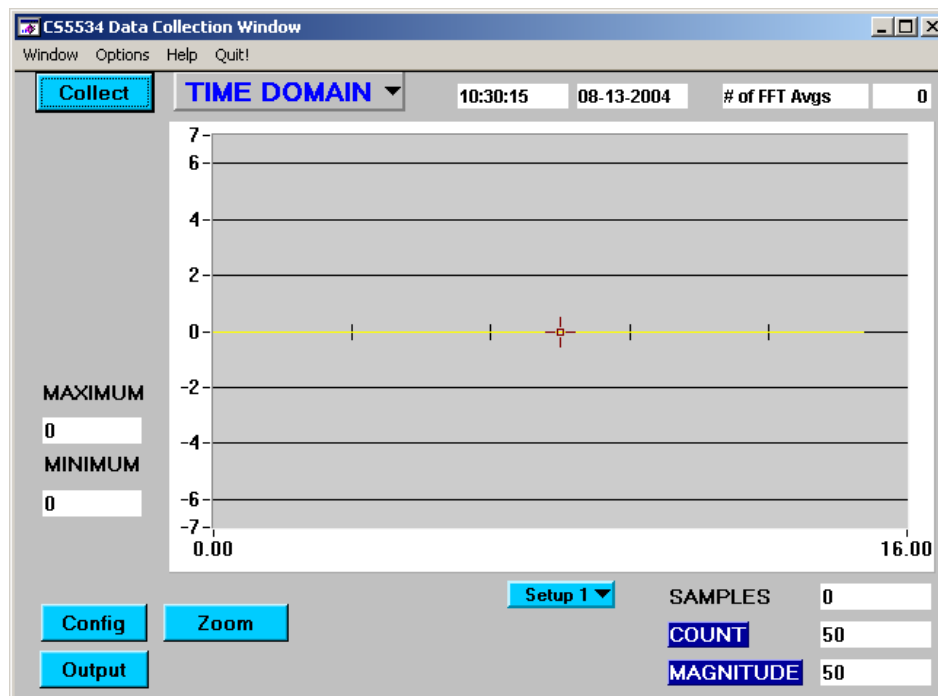 CS5534 Data Collection Window
Window Options Help Quit!
Collect TIME DOMAIN 10:30:15 08-13-2004 # of FFT Avgs 0
7
6
4
2
0
-2
-4
-6
-7
0.00 16.00
MAXIMUM
0
MINIMUM
0
Setup 1
SAMPLES 0
Config Zoom
COUNT 50
Output
MAGNITUDE 50